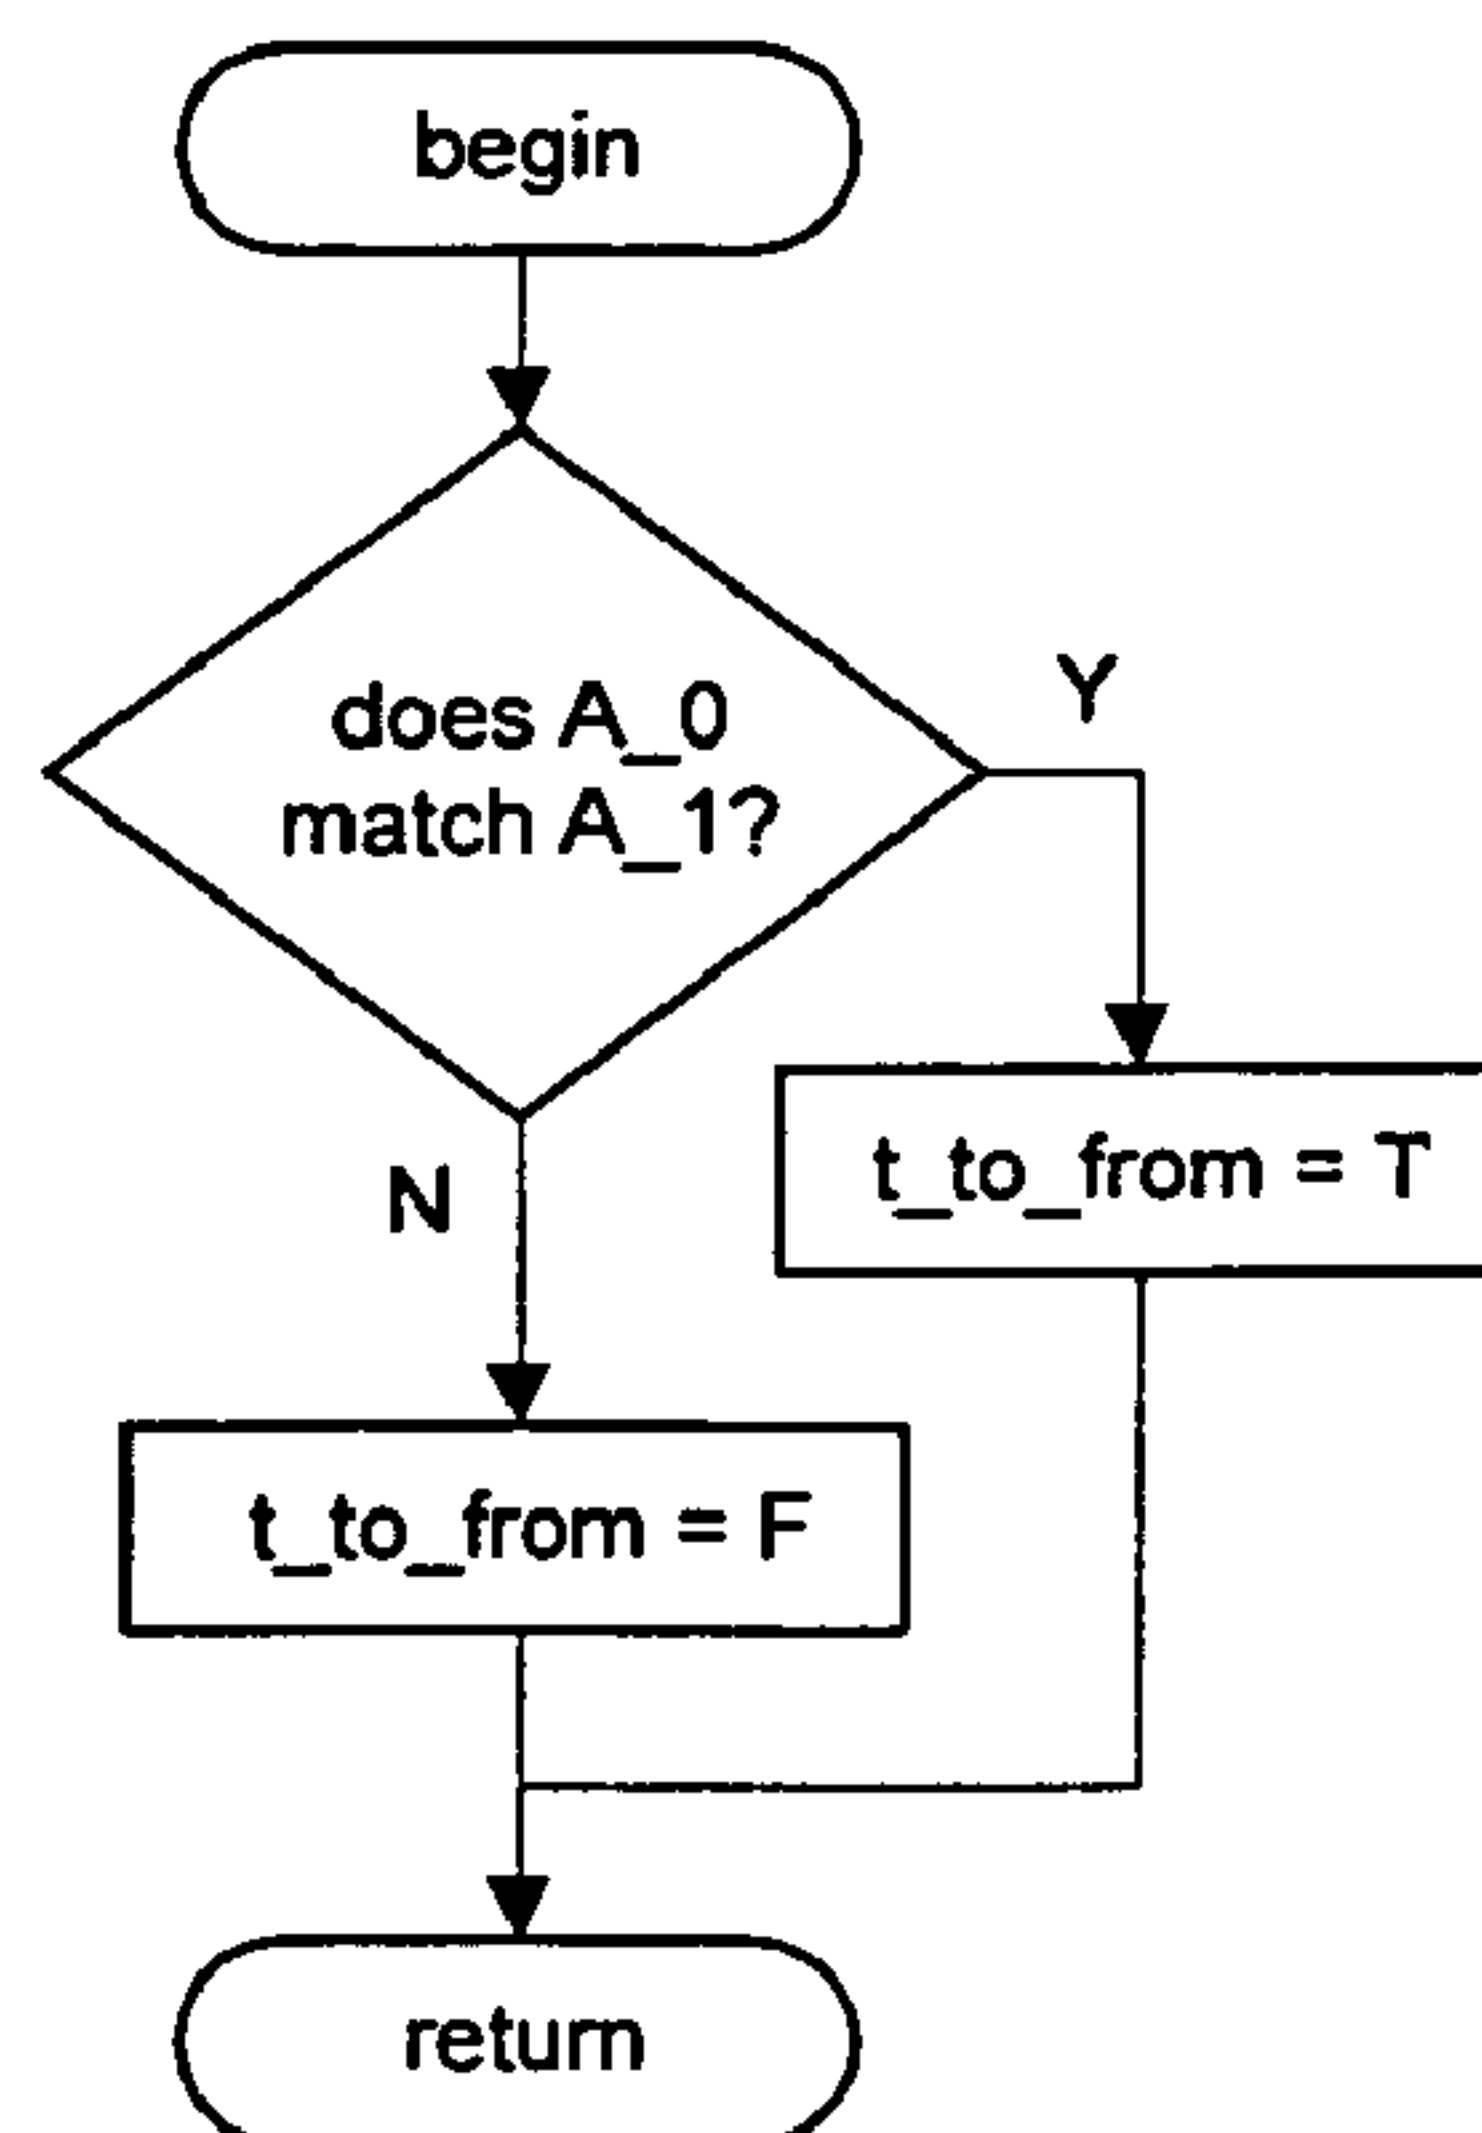 begin
does A_0
match A_1?
Y
N
t_to_from = T
t_to_from = F
return